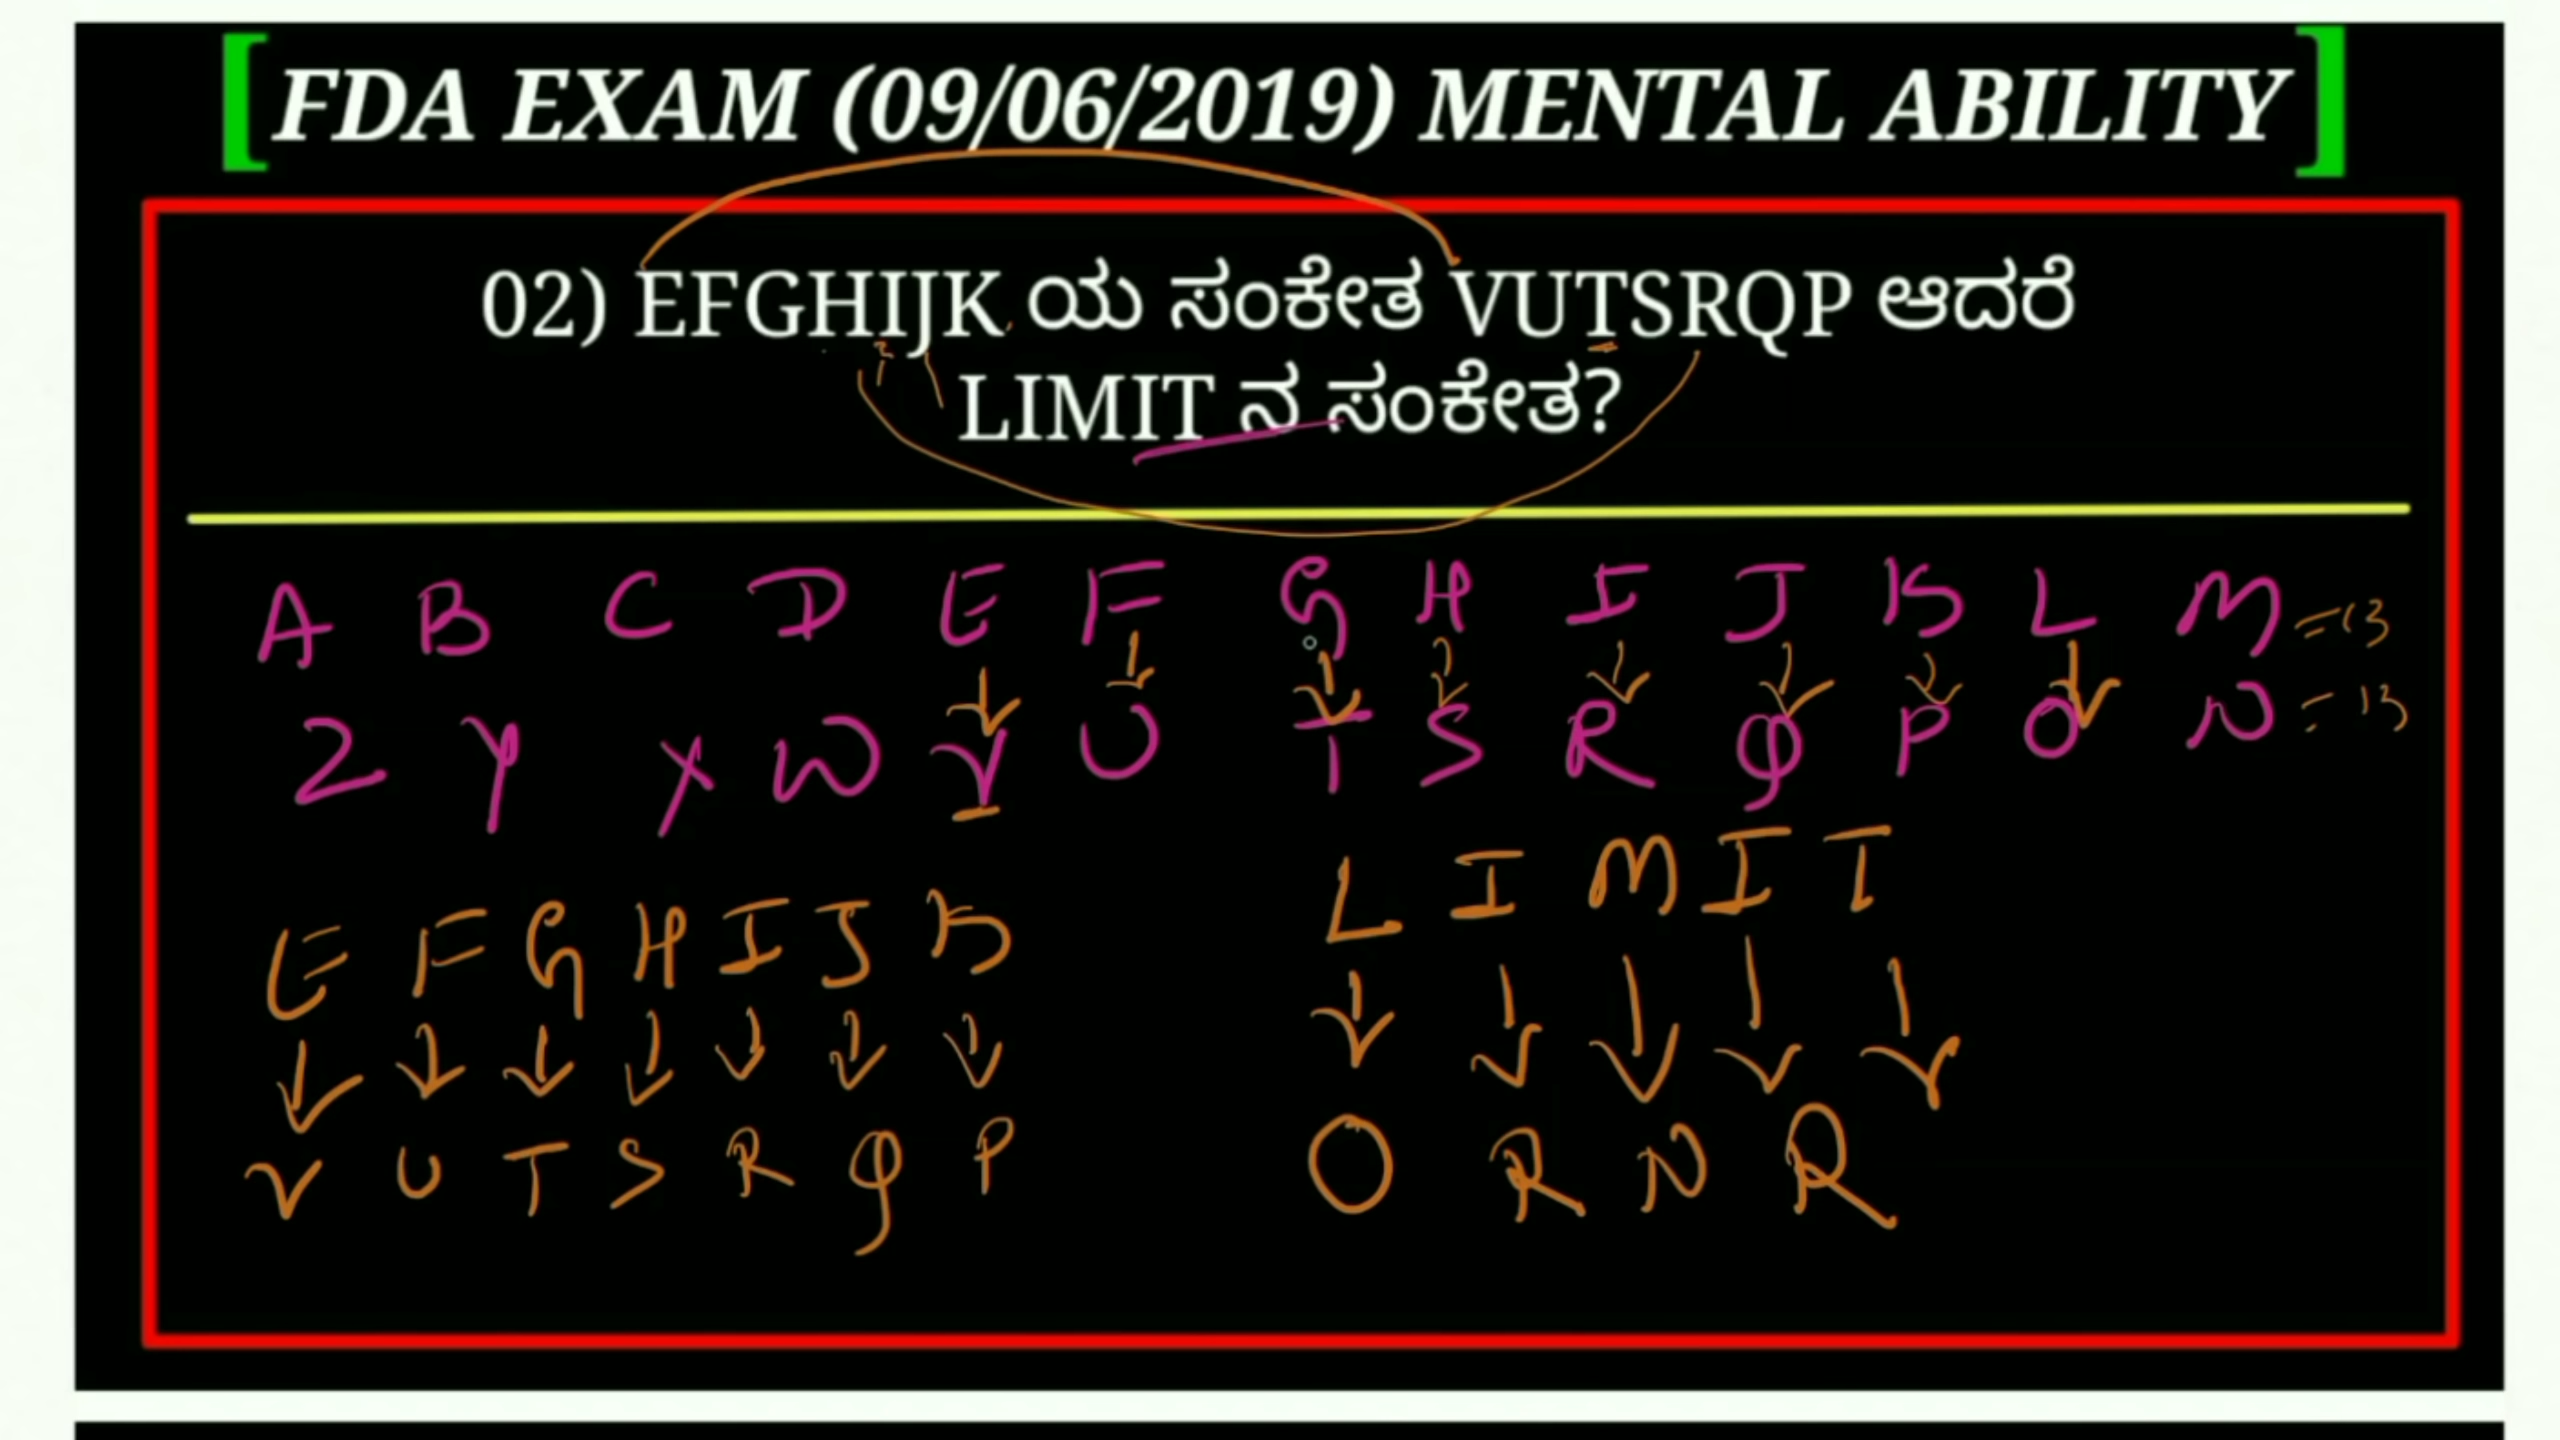 [FDA EXAM (09/06/2019) MENTAL ABILITY]
02) EFGHIJK ಯ ಸಂಕೇತ VUTSRQP ಆದರೆ
LIMIT ನ ಸಂಕೇತ?
A B C D E F G H I J K L M =13
Z Y X W V U T S R Q P O N =13
L I M I T
E F G H I J K
V U T S R Q P
O R N R